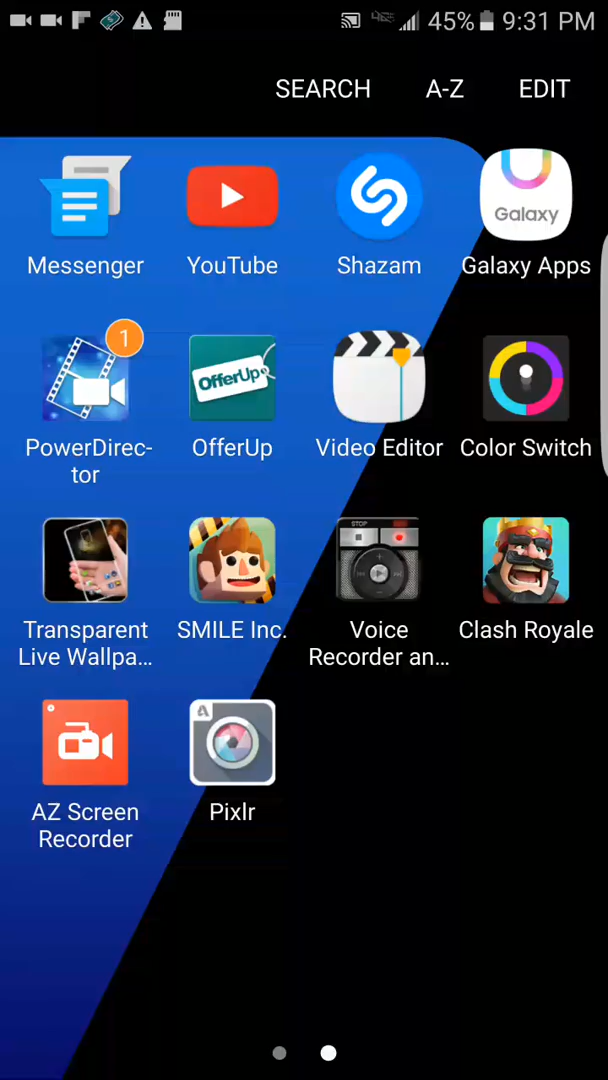 45% 9:31 PM
SEARCH A-Z EDIT
Galaxy
Messenger YouTube Shazam Galaxy Apps
1
OfferUp
PowerDirec-
tor
OfferUp Video Editor Color Switch
STOP
Transparent
Live Wallpa...
SMILE Inc.
Voice
Recorder an...
Clash Royale
AZ Screen
Recorder
Pixlr